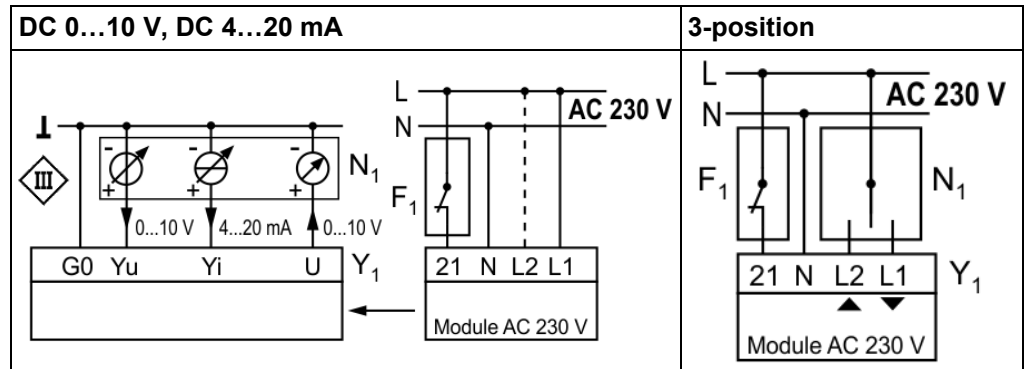 DC 0...10 V, DC 4...20 mA
3-position
L
AC 230 V
N
⊥
III
- - -
+ + +
N₁
0...10 V 4...20 mA 0...10 V
F₁
G0 Yu Yi U Y₁
21 N L2 L1
Module AC 230 V
L
AC 230 V
N
F₁
N₁
21 N L2 L1 Y₁
Module AC 230 V